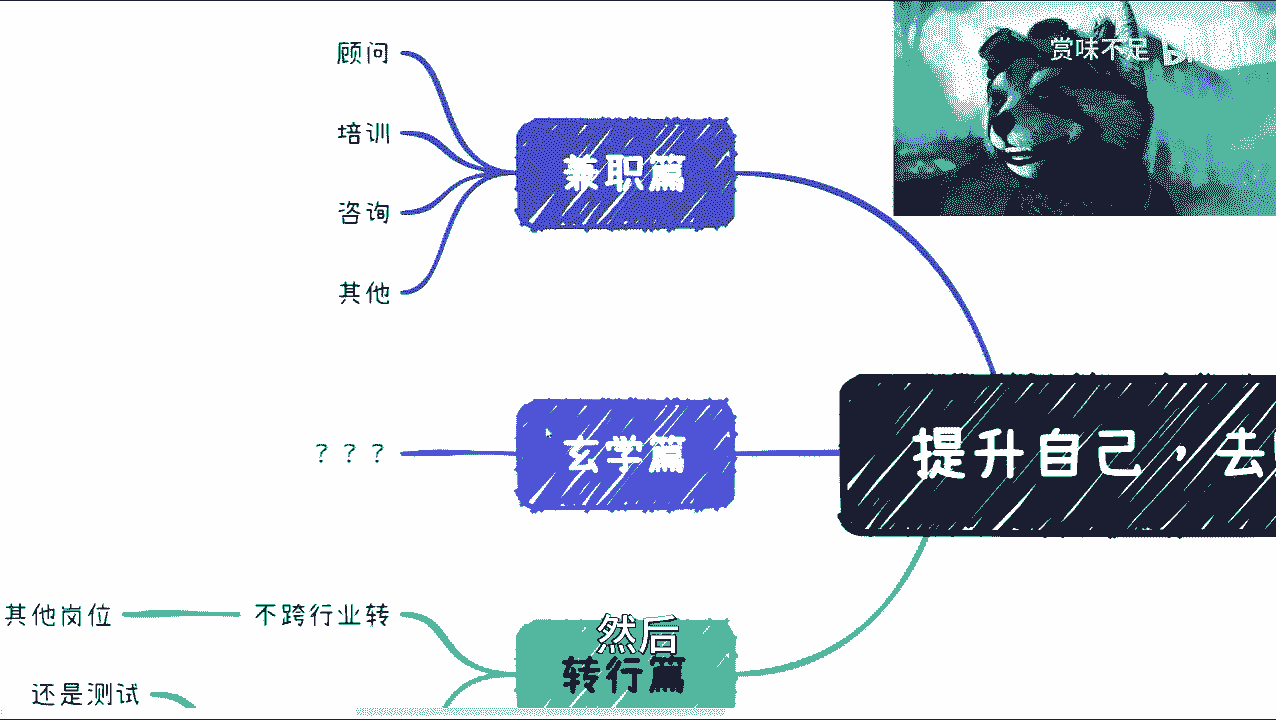 顾问
培训
咨询
其他
兼职篇
赏味不足
？？？
玄学篇
提升自己，去
其他岗位
不跨行业转
然后
转行篇
还是测试